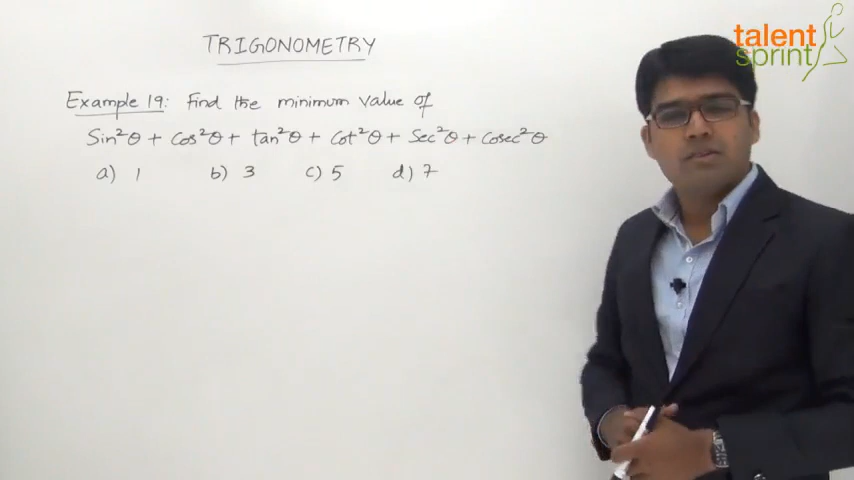 talent
sprint
TRIGONOMETRY
Example 19: Find the minimum value of
Sin²θ + Cos²θ + tan²θ + Cot²θ + Sec²θ + Cosec²θ
a) 1 b) 3 c) 5 d) 7